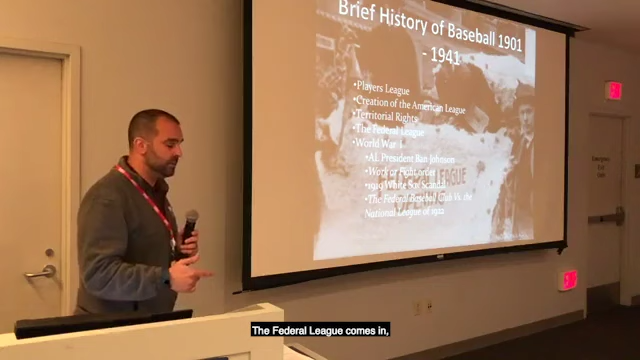 Brief History of Baseball 1901
- 1941
•Players League
•Creation of the American League
•Territorial Rights
•The Federal League
•World War I
•AL President Ban Johnson
•Work or Fight order
•1919 White Sox Scandal
•The Federal Baseball Club Vs. the
National League of 1922
LEAGUE
EXIT
EXIT
The Federal League comes in,